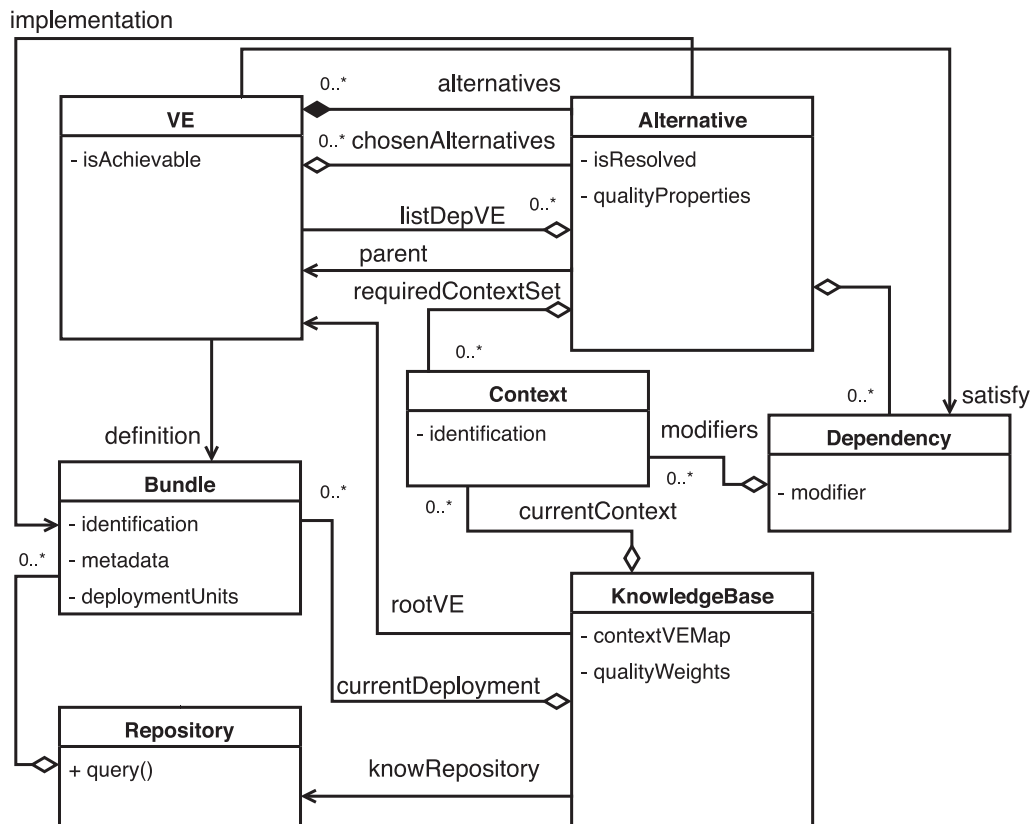 implementation
0..*
alternatives
VE
Alternative
0..*
chosenAlternatives
- isAchievable
- isResolved
- qualityProperties
0..*
listDepVE
parent
requiredContextSet
0..*
Context
0..*
satisfy
- identification
modifiers
Dependency
definition
0..*
- modifier
Bundle
0..*
0..*
currentContext
- identification
0..*
- metadata
- deploymentUnits
KnowledgeBase
rootVE
- contextVEMap
- qualityWeights
currentDeployment
Repository
+ query()
knowRepository